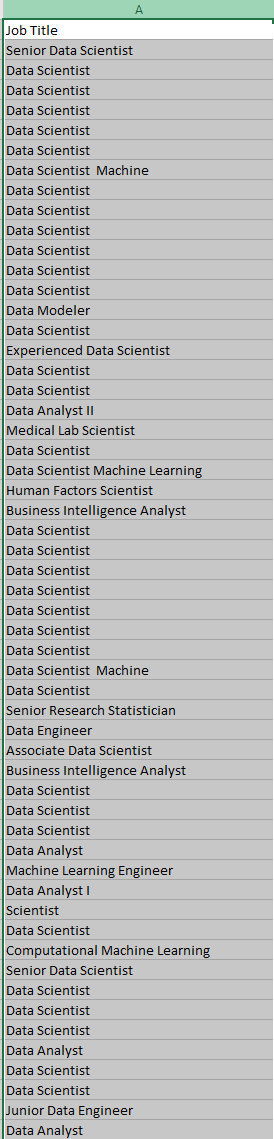 A
Job Title
Senior Data Scientist
Data Scientist
Data Scientist
Data Scientist
Data Scientist
Data Scientist
Data Scientist  Machine
Data Scientist
Data Scientist
Data Scientist
Data Scientist
Data Scientist
Data Scientist
Data Modeler
Data Scientist
Experienced Data Scientist
Data Scientist
Data Scientist
Data Analyst II
Medical Lab Scientist
Data Scientist
Data Scientist Machine Learning
Human Factors Scientist
Business Intelligence Analyst
Data Scientist
Data Scientist
Data Scientist
Data Scientist
Data Scientist
Data Scientist
Data Scientist
Data Scientist  Machine
Data Scientist
Senior Research Statistician
Data Engineer
Associate Data Scientist
Business Intelligence Analyst
Data Scientist
Data Scientist
Data Scientist
Data Analyst
Machine Learning Engineer
Data Analyst I
Scientist
Data Scientist
Computational Machine Learning
Senior Data Scientist
Data Scientist
Data Scientist
Data Scientist
Data Analyst
Data Scientist
Data Scientist
Junior Data Engineer
Data Analyst